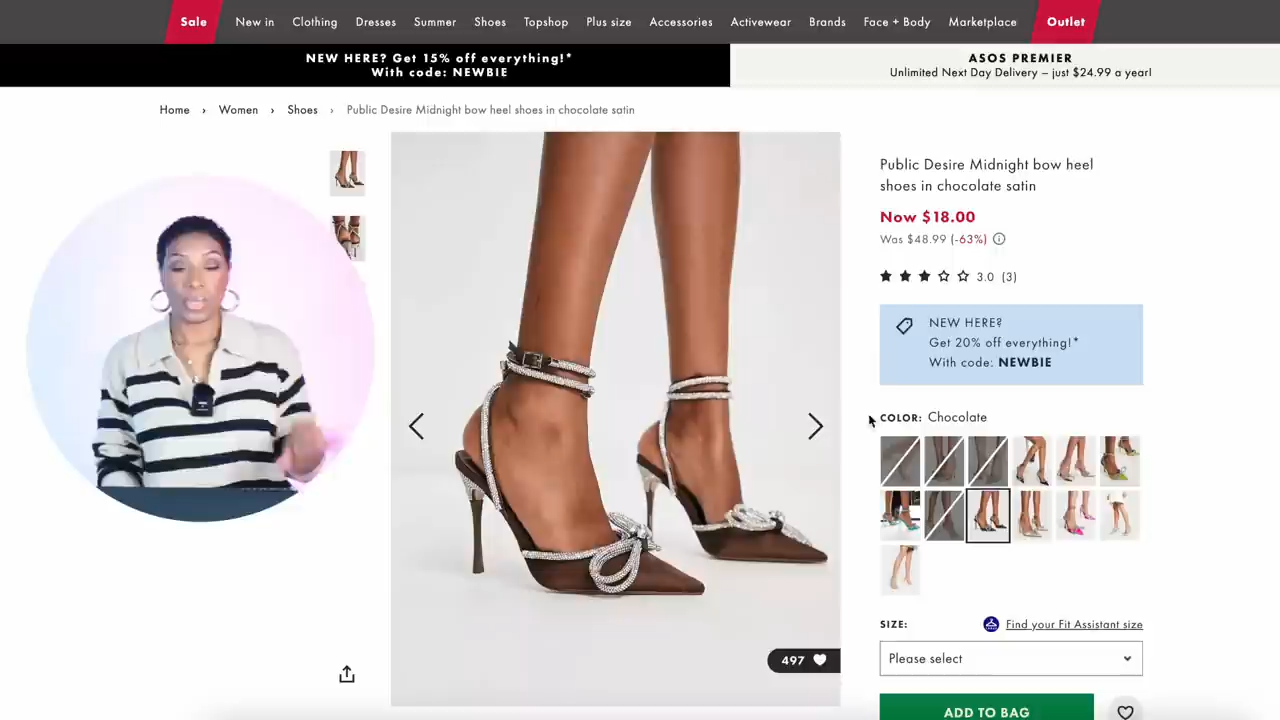 Sale New in Clothing Dresses Summer Shoes Topshop Plus size Accessories Activewear Brands Face + Body Marketplace Outlet
NEW HERE? Get 15% off everything!*
With code: NEWBIE
ASOS PREMIER
Unlimited Next Day Delivery – just $24.99 a year!
Home › Women › Shoes › Public Desire Midnight bow heel shoes in chocolate satin
Public Desire Midnight bow heel
shoes in chocolate satin
Now $18.00
Was $48.99 (-63%)
3.0 (3)
NEW HERE?
Get 20% off everything!*
With code: NEWBIE
COLOR: Chocolate
SIZE: Find your Fit Assistant size
Please select
497
ADD TO BAG